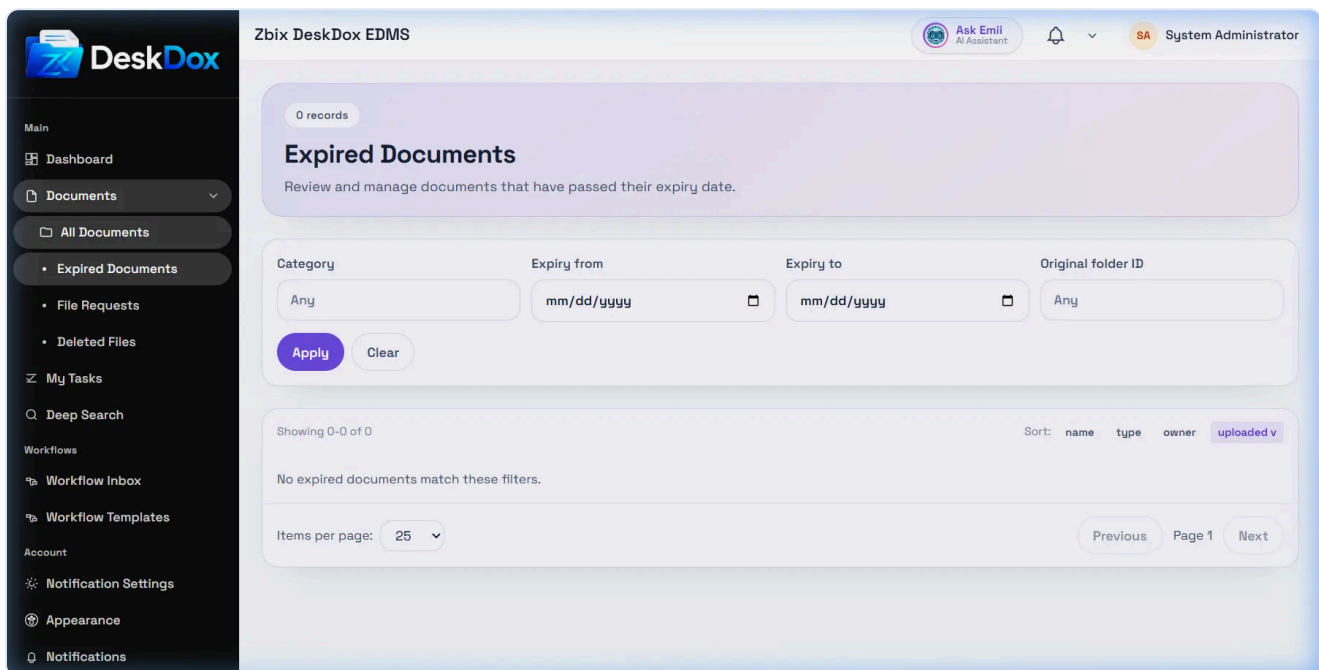 DeskDox
Main
Dashboard
Documents
All Documents
Expired Documents
File Requests
Deleted Files
My Tasks
Deep Search
Workflows
Workflow Inbox
Workflow Templates
Account
Notification Settings
Appearance
Notifications
Zbix DeskDox EDMS
Ask Emii
AI Assistant
SA System Administrator
0 records
Expired Documents
Review and manage documents that have passed their expiry date.
Category Expiry from Expiry to Original folder ID
Any mm/dd/yyyy mm/dd/yyyy Any
Apply Clear
Showing 0-0 of 0 Sort: name type owner uploaded v
No expired documents match these filters.
Items per page: 25 Previous Page 1 Next